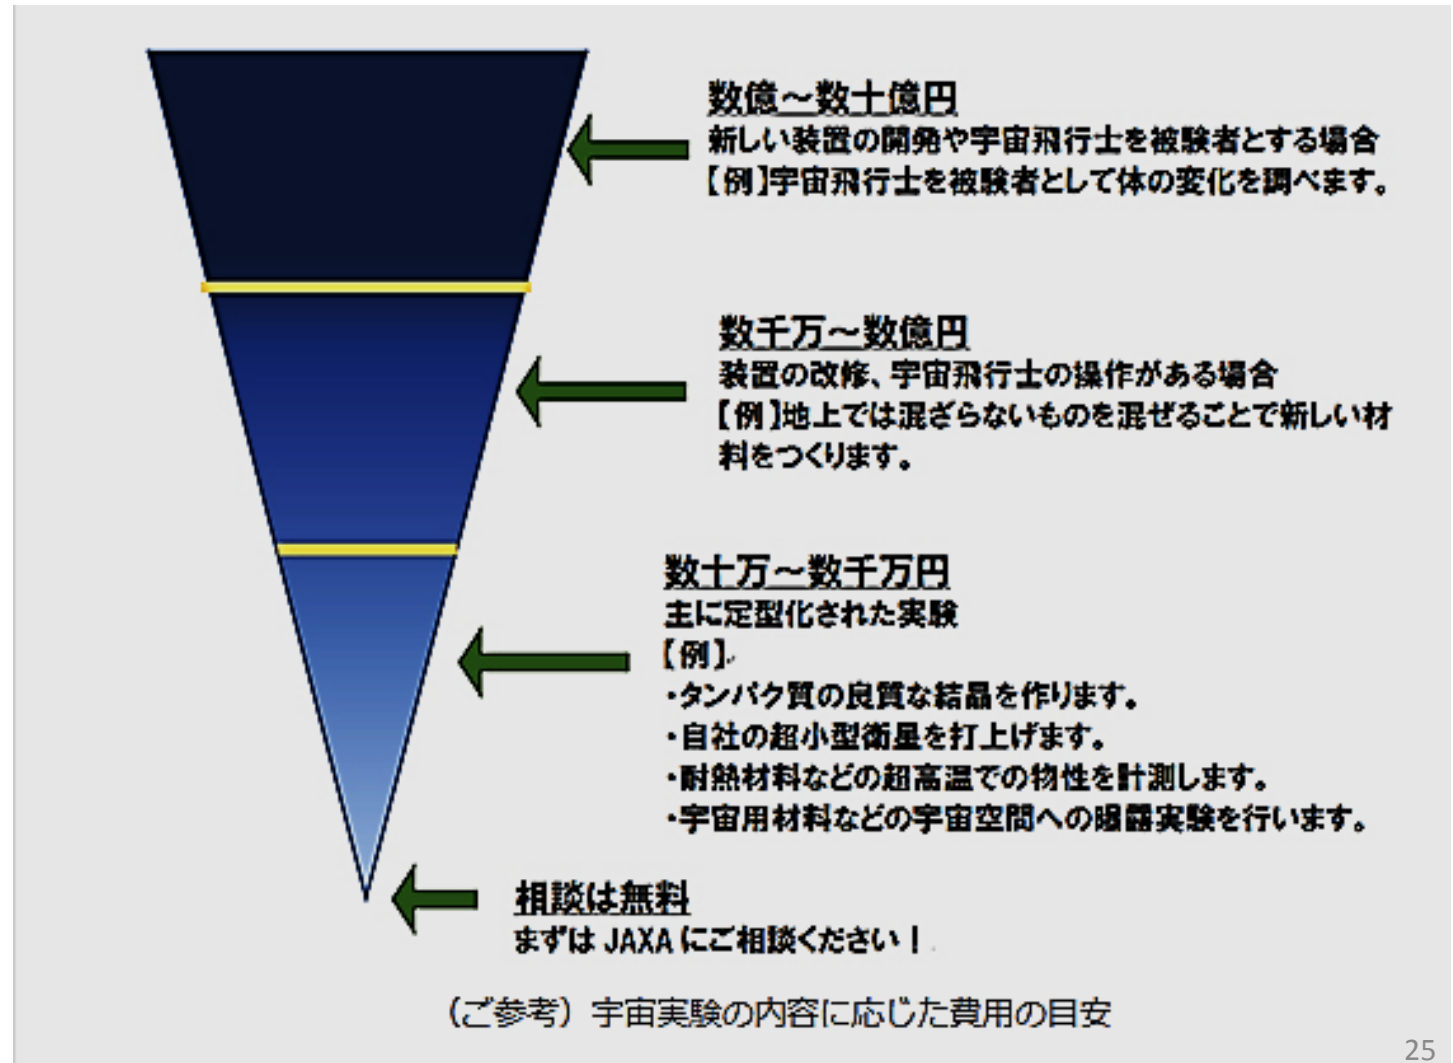 数億～数十億円
新しい装置の開発や宇宙飛行士を被験者とする場合
【例】宇宙飛行士を被験者として体の変化を調べます。
数千万～数億円
装置の改修、宇宙飛行士の操作がある場合
【例】地上では混ざらないものを混ぜることで新しい材
料をつくります。
数十万～数千万円
主に定型化された実験
【例】
・タンパク質の良質な結晶を作ります。
・自社の超小型衛星を打上げます。
・耐熱材料などの超高温での物性を計測します。
・宇宙用材料などの宇宙空間への曝露実験を行います。
相談は無料
まずは JAXA にご相談ください！
（ご参考）宇宙実験の内容に応じた費用の目安
25